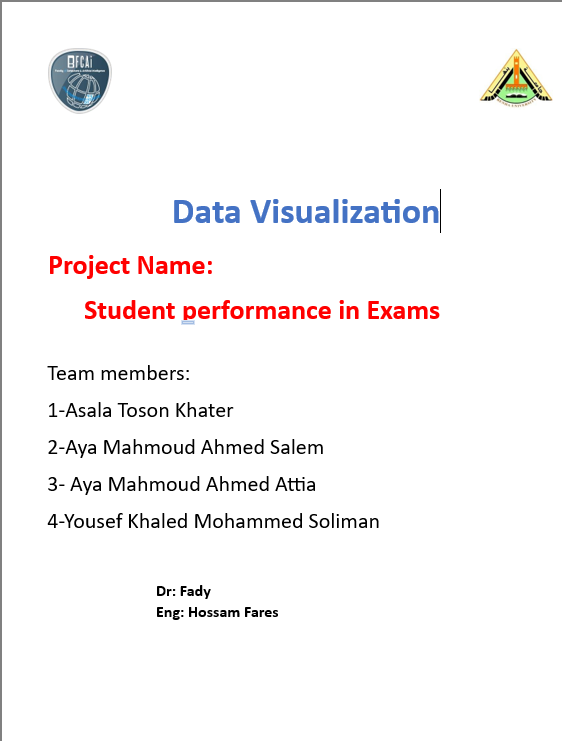 FCAi
Data Visualization
Project Name:
Student performance in Exams
Team members:
1-Asala Toson Khater
2-Aya Mahmoud Ahmed Salem
3- Aya Mahmoud Ahmed Attia
4-Yousef Khaled Mohammed Soliman
Dr: Fady
Eng: Hossam Fares